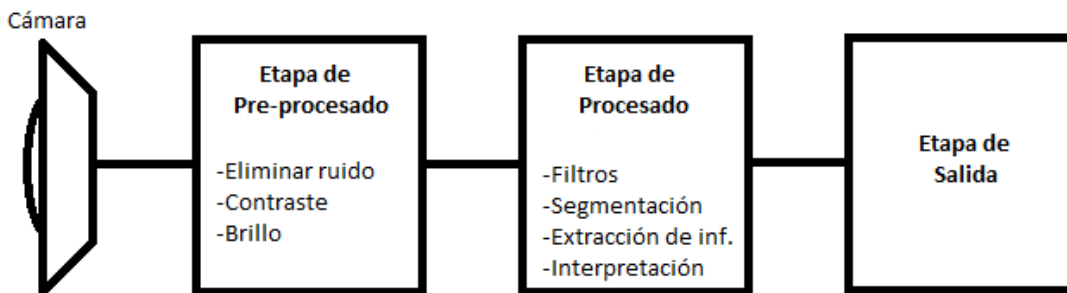 Cámara
Etapa de
Pre-procesado
-Eliminar ruido
-Contraste
-Brillo
Etapa de
Procesado
-Filtros
-Segmentación
-Extracción de inf.
-Interpretación
Etapa de
Salida